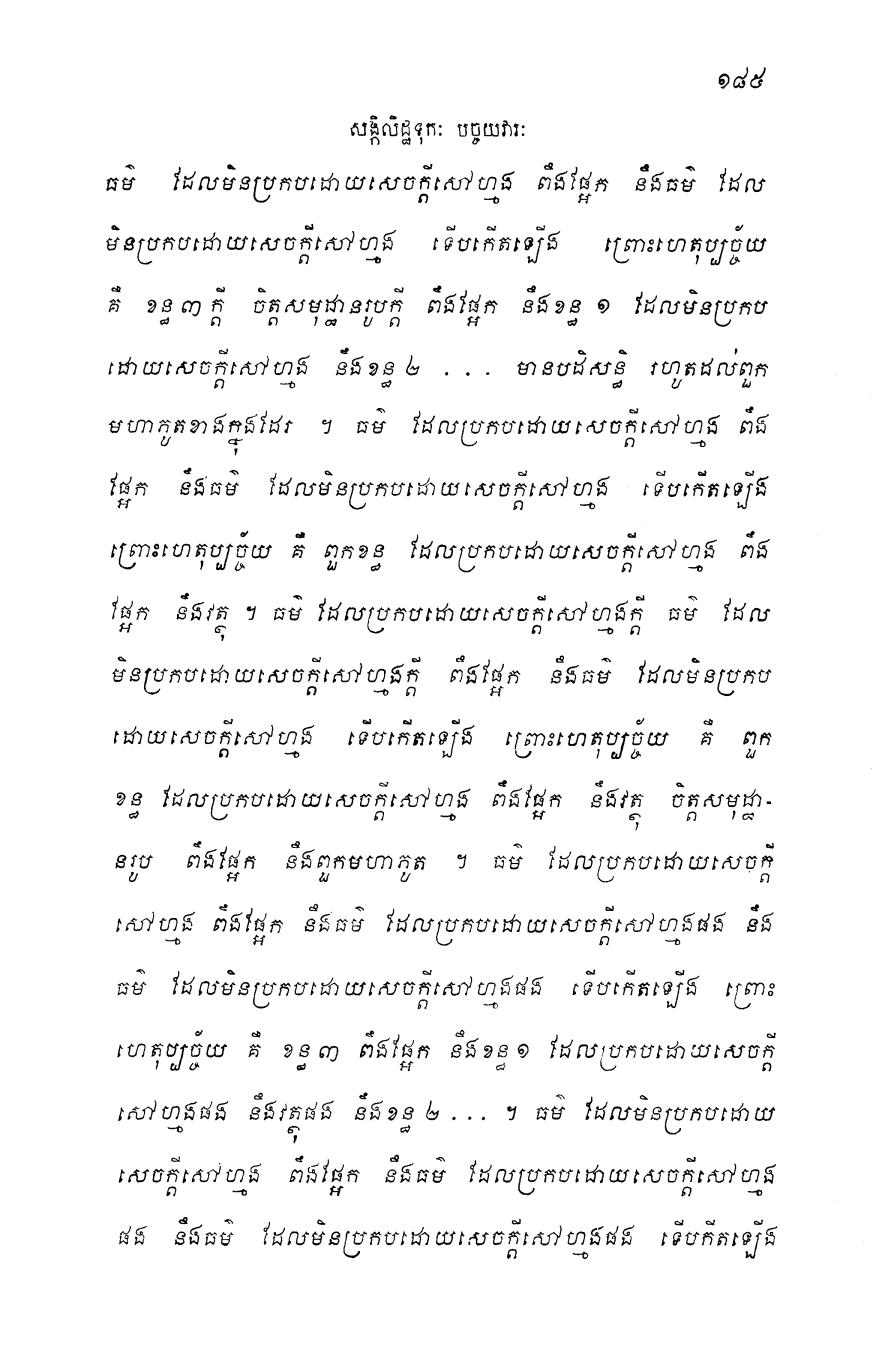 ១៨៥
សង្កិលិដ្ឋទុកៈ បច្ចយវារៈ
ធម៌ ដែលមិនប្រកបដោយសេចក្តីសៅហ្មង ពឹងផ្អែក នឹងធម៌ ដែល
មិនប្រកបដោយសេចក្តីសៅហ្មង ទើបកើតឡើង ព្រោះហេតុប្បច្ច័យ
គឺ ខន្ធ ៣ ក្តី ចិត្តសមុដ្ឋានរូបក្តី ពឹងផ្អែក នឹងខន្ធ ១ ដែលមិនប្រកប
ដោយសេចក្តីសៅហ្មង នឹងខន្ធ ២ . . . មានបដិសន្ធិ រហូតដល់ពួក
មហាភូតខាងក្នុងដែរ ។ ធម៌ ដែលប្រកបដោយសេចក្តីសៅហ្មង ពឹង
ផ្អែក នឹងធម៌ ដែលមិនប្រកបដោយសេចក្តីសៅហ្មង ទើបកើតឡើង
ព្រោះហេតុប្បច្ច័យ គឺ ពួកខន្ធ ដែលប្រកបដោយសេចក្តីសៅហ្មង ពឹង
ផ្អែក នឹងវត្ថុ ។ ធម៌ ដែលប្រកបដោយសេចក្តីសៅហ្មងក្តី ធម៌ ដែល
មិនប្រកបដោយសេចក្តីសៅហ្មងក្តី ពឹងផ្អែក នឹងធម៌ ដែលមិនប្រកប
ដោយសេចក្តីសៅហ្មង ទើបកើតឡើង ព្រោះហេតុប្បច្ច័យ គឺ ពួក
ខន្ធ ដែលប្រកបដោយសេចក្តីសៅហ្មង ពឹងផ្អែក នឹងវត្ថុ ចិត្តសមុដ្ឋា-
នរូប ពឹងផ្អែក នឹងពួកមហាភូត ។ ធម៌ ដែលប្រកបដោយសេចក្តី
សៅហ្មង ពឹងផ្អែក នឹងធម៌ ដែលប្រកបដោយសេចក្តីសៅហ្មងផង នឹង
ធម៌ ដែលមិនប្រកបដោយសេចក្តីសៅហ្មងផង ទើបកើតឡើង ព្រោះ
ហេតុប្បច្ច័យ គឺ ខន្ធ ៣ ពឹងផ្អែក នឹងខន្ធ ១ ដែលប្រកបដោយសេចក្តី
សៅហ្មងផង នឹងវត្ថុផង នឹងខន្ធ ២ . . . ។ ធម៌ ដែលមិនប្រកបដោយ
សេចក្តីសៅហ្មង ពឹងផ្អែក នឹងធម៌ ដែលប្រកបដោយសេចក្តីសៅហ្មង
ផង នឹងធម៌ ដែលមិនប្រកបដោយសេចក្តីសៅហ្មងផង ទើបកើតឡើង